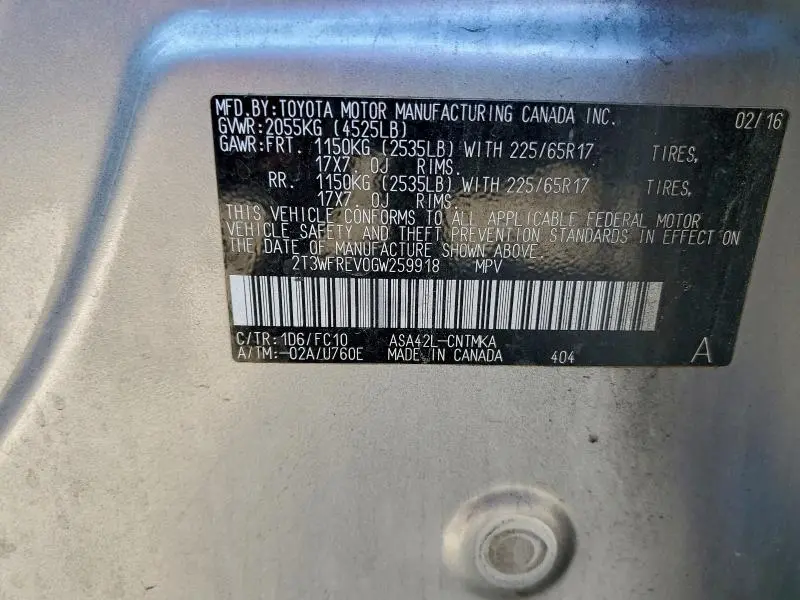 MFD.BY:TOYOTA MOTOR MANUFACTURING CANADA INC. 02/16
GVWR:2055KG (4525LB)
GAWR:FRT. 1150KG (2535LB) WITH 225/65R17 TIRES,
17X7.0J RIMS.
RR. 1150KG (2535LB) WITH 225/65R17 TIRES,
17X7.0J RIMS.
THIS VEHICLE CONFORMS TO ALL APPLICABLE FEDERAL MOTOR
VEHICLE SAFETY AND THEFT PREVENTION STANDARDS IN EFFECT ON
THE DATE OF MANUFACTURE SHOWN ABOVE.
2T3WFREV0GW259918 MPV
C/TR:1D6/FC10 ASA42L-CNTMKA
A/TM:-02A/U760E MADE IN CANADA 404 A